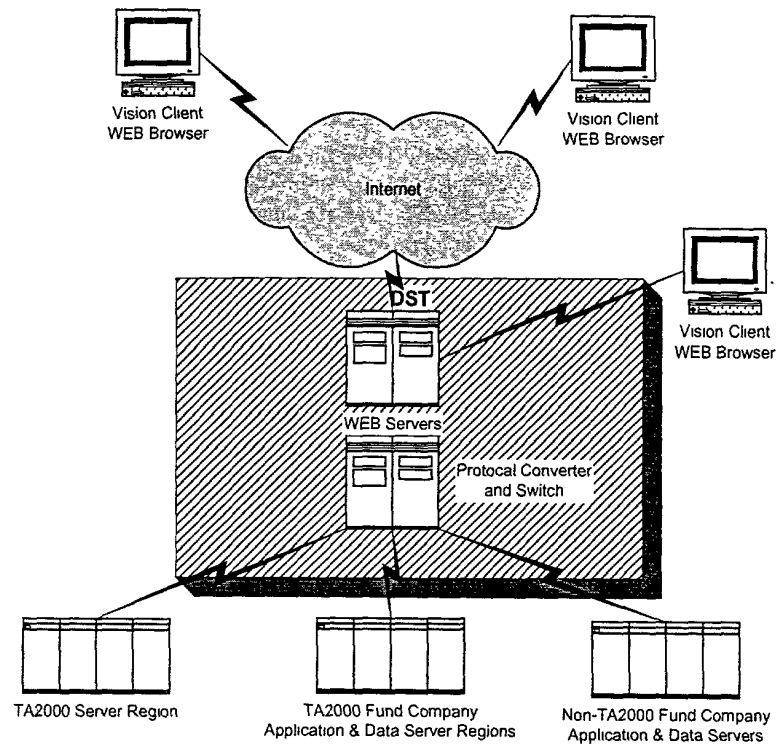 Vision Client
WEB Browser
Vision Client
WEB Browser
Internet
DST
Vision Client
WEB Browser
WEB Servers
Protocal Converter
and Switch
TA2000 Server Region
TA2000 Fund Company
Application & Data Server Regions
Non-TA2000 Fund Company
Application & Data Servers